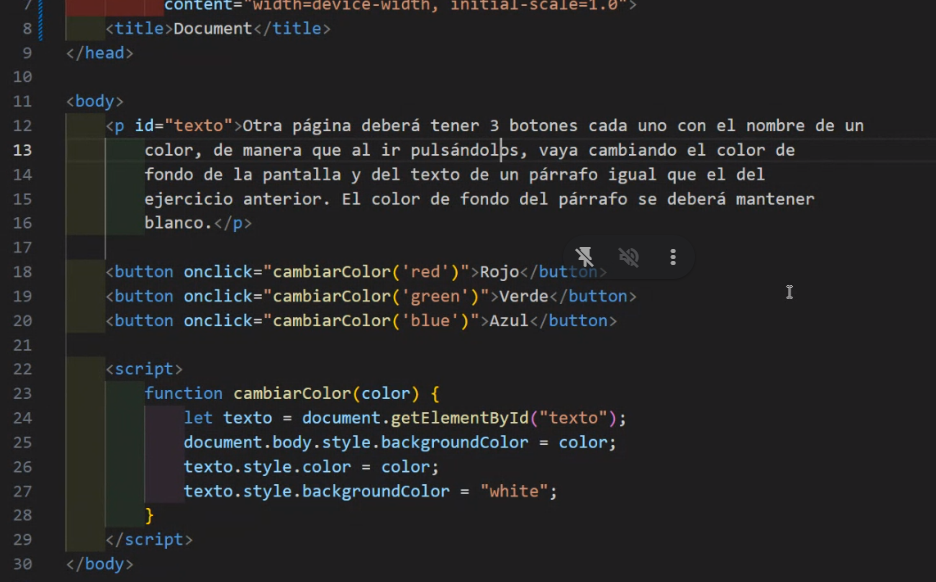 7 content="width=device-width, initial-scale=1.0">
8 <title>Document</title>
9 </head>
10
11 <body>
12 <p id="texto">Otra página deberá tener 3 botones cada uno con el nombre de un
13 color, de manera que al ir pulsándolos, vaya cambiando el color de
14 fondo de la pantalla y del texto de un párrafo igual que el del
15 ejercicio anterior. El color de fondo del párrafo se deberá mantener
16 blanco.</p>
17
18 <button onclick="cambiarColor('red')">Rojo</button>
19 <button onclick="cambiarColor('green')">Verde</button>
20 <button onclick="cambiarColor('blue')">Azul</button>
21
22 <script>
23 function cambiarColor(color) {
24 let texto = document.getElementById("texto");
25 document.body.style.backgroundColor = color;
26 texto.style.color = color;
27 texto.style.backgroundColor = "white";
28 }
29 </script>
30 </body>